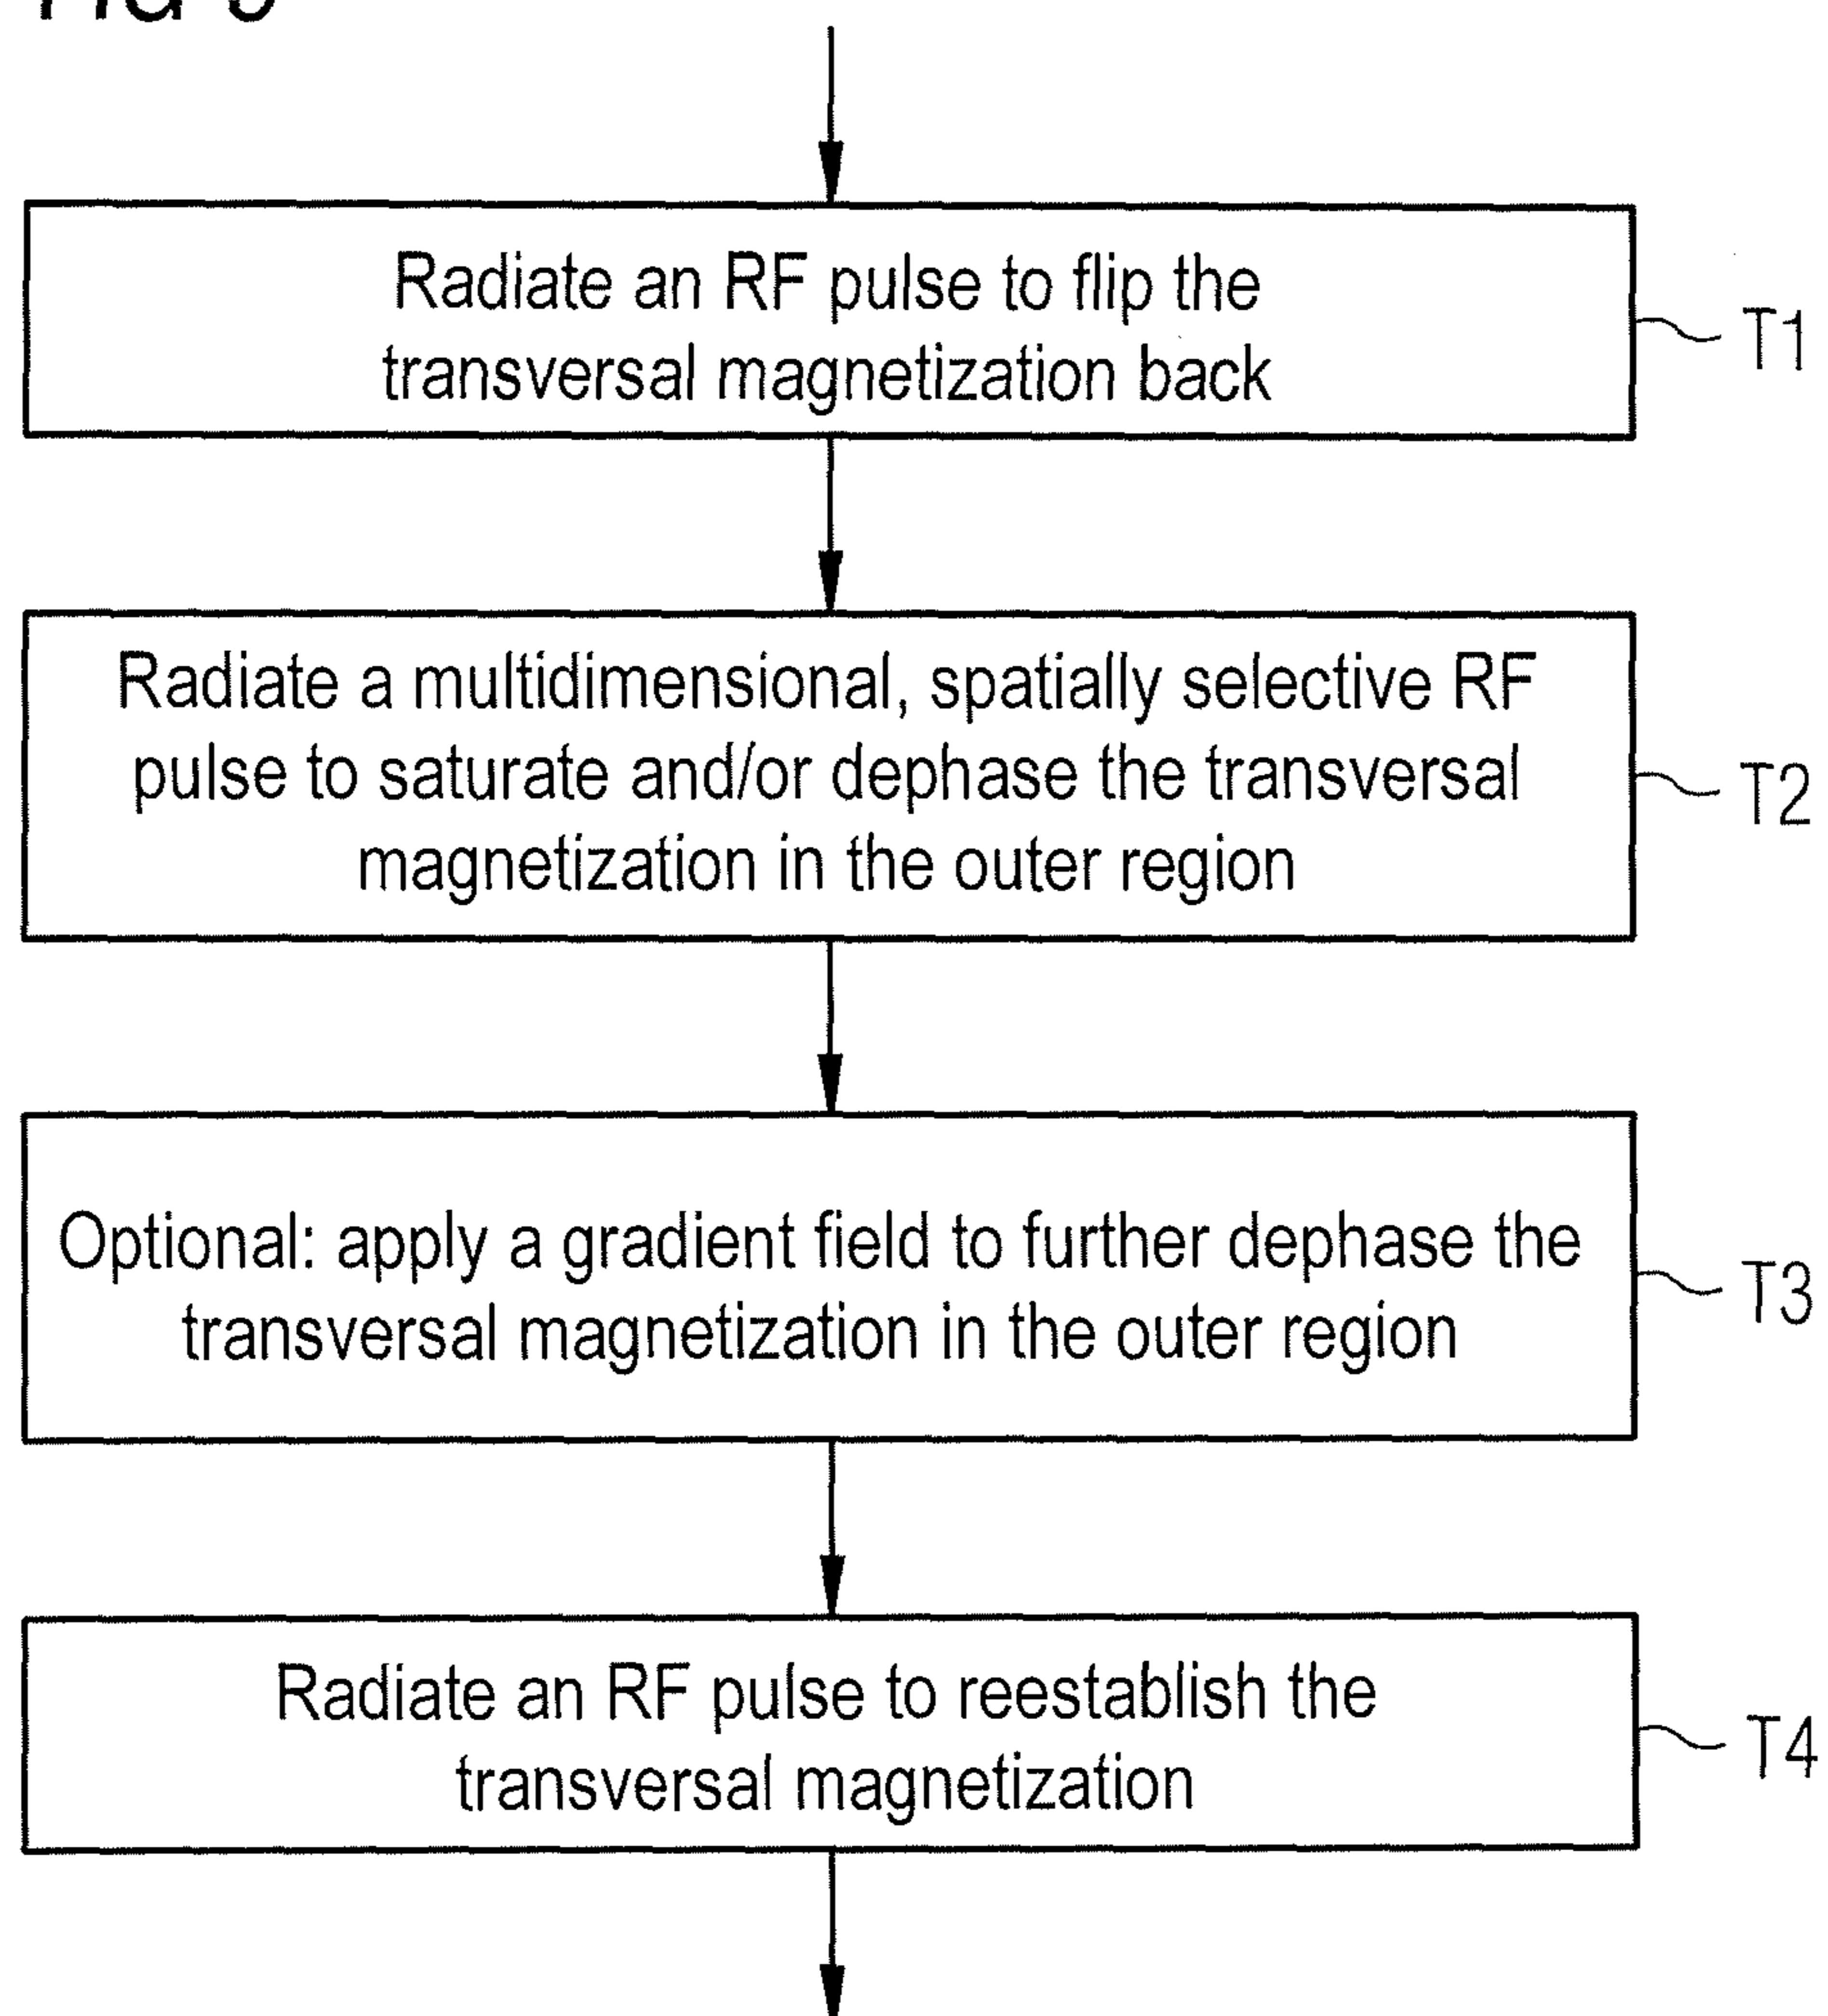 Radiate an RF pulse to flip the
transversal magnetization back
T1
Radiate a multidimensional, spatially selective RF
pulse to saturate and/or dephase the transversal
magnetization in the outer region
T2
Optional: apply a gradient field to further dephase the
transversal magnetization in the outer region
T3
Radiate an RF pulse to reestablish the
transversal magnetization
T4